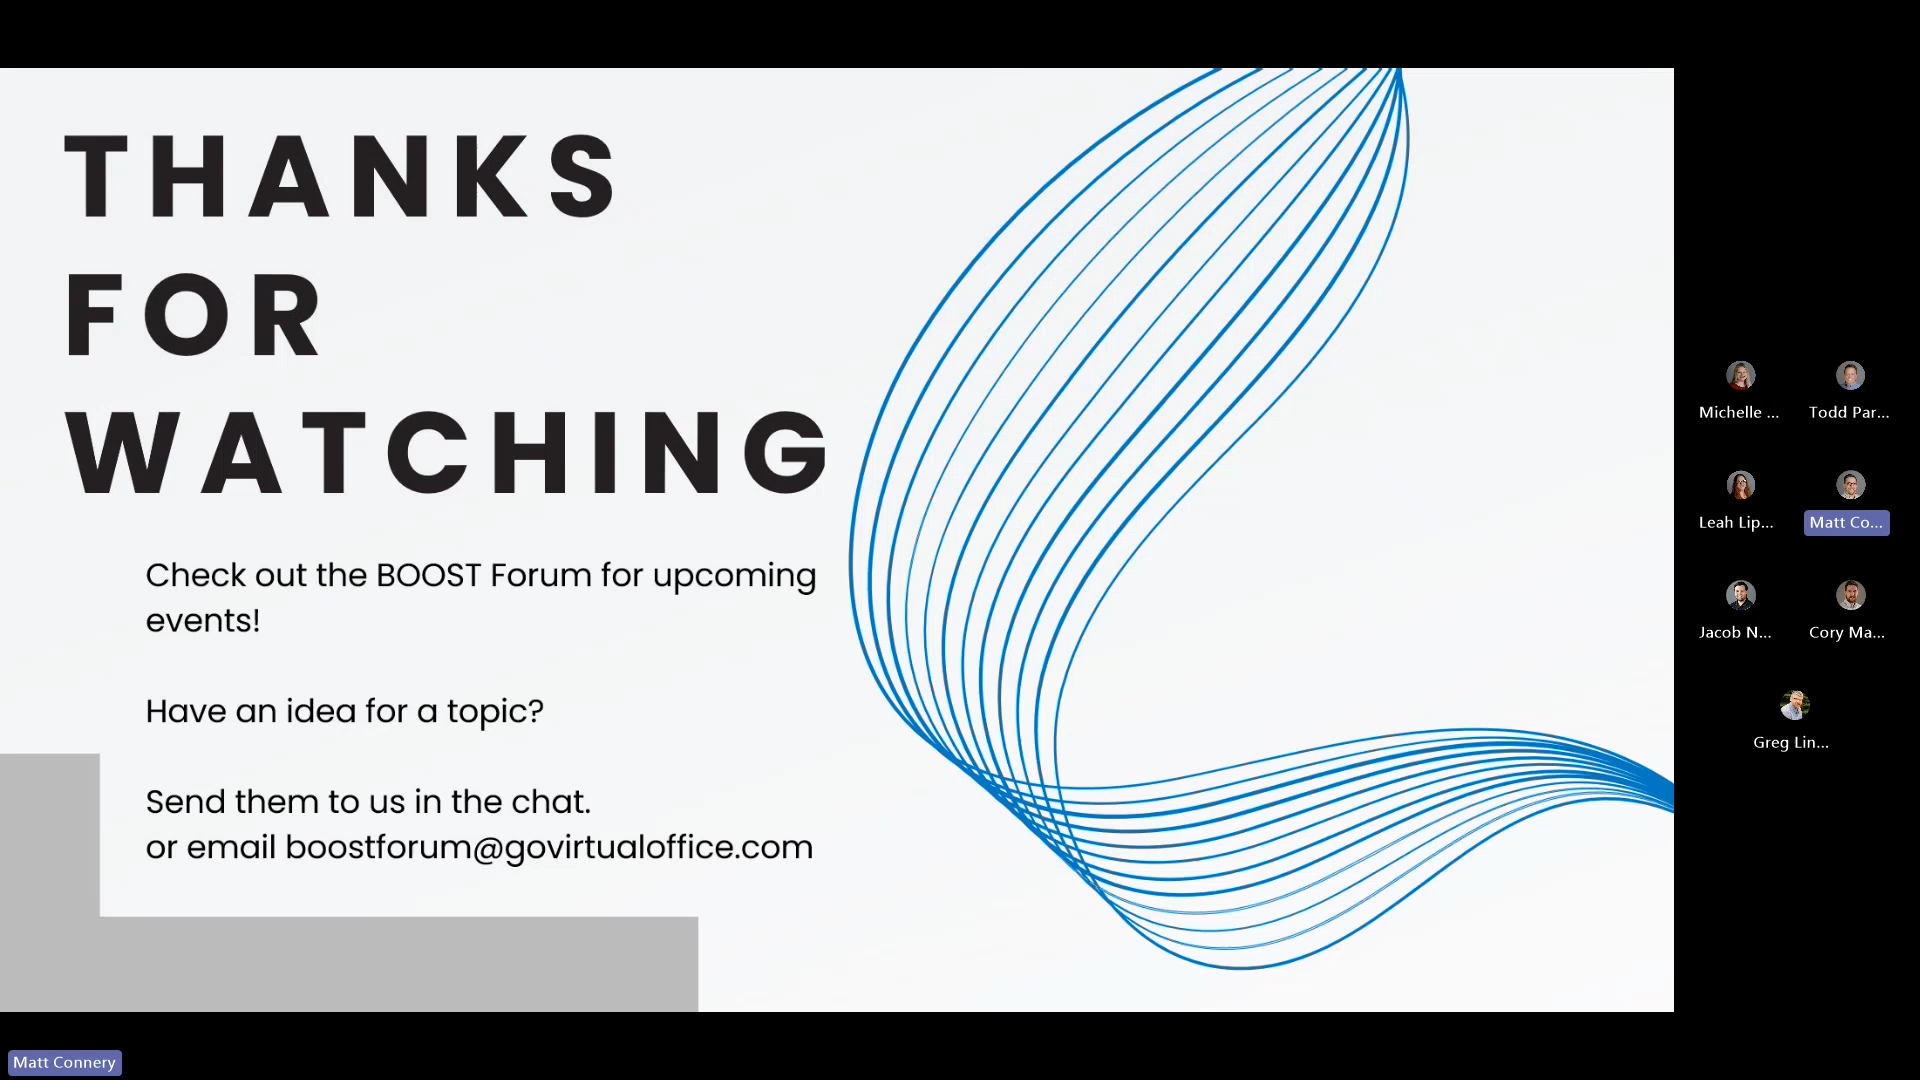 THANKS
FOR
WATCHING
Check out the BOOST Forum for upcoming
events!
Have an idea for a topic?
Send them to us in the chat.
or email boostforum@govirtualoffice.com
Michelle ...
Todd Par...
Leah Lip...
Matt Co...
Jacob N...
Cory Ma...
Greg Lin...
Matt Connery